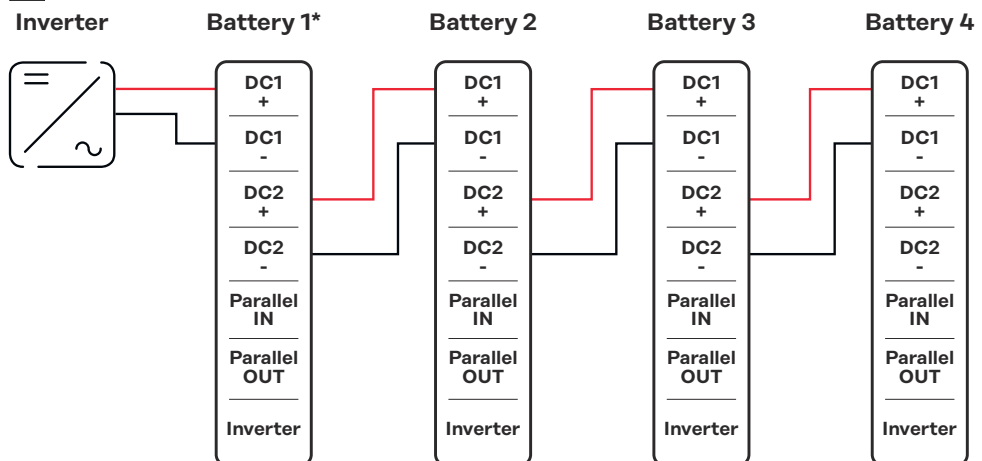 Inverter
Battery 1*
Battery 2
Battery 3
Battery 4
DC1
+
DC1
-
DC2
+
DC2
-
Parallel
IN
Parallel
OUT
Inverter
DC1
+
DC1
-
DC2
+
DC2
-
Parallel
IN
Parallel
OUT
Inverter
DC1
+
DC1
-
DC2
+
DC2
-
Parallel
IN
Parallel
OUT
Inverter
DC1
+
DC1
-
DC2
+
DC2
-
Parallel
IN
Parallel
OUT
Inverter